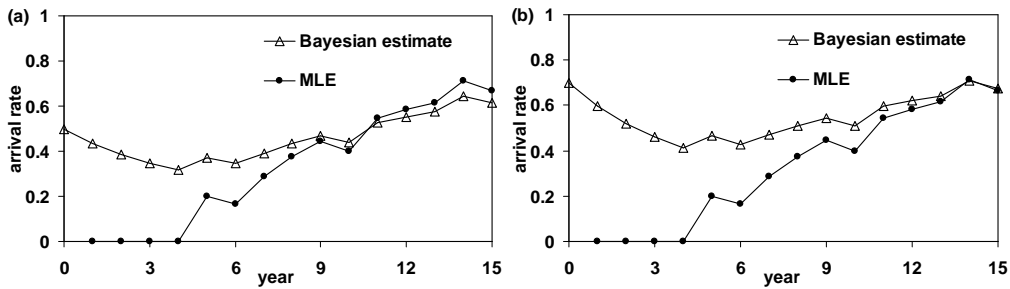 (a)
1
0.8
0.6
0.4
0.2
0
arrival rate
Bayesian estimate
MLE
0 3 6 9 12 15
year
(b)
1
0.8
0.6
0.4
0.2
0
arrival rate
Bayesian estimate
MLE
0 3 6 9 12 15
year